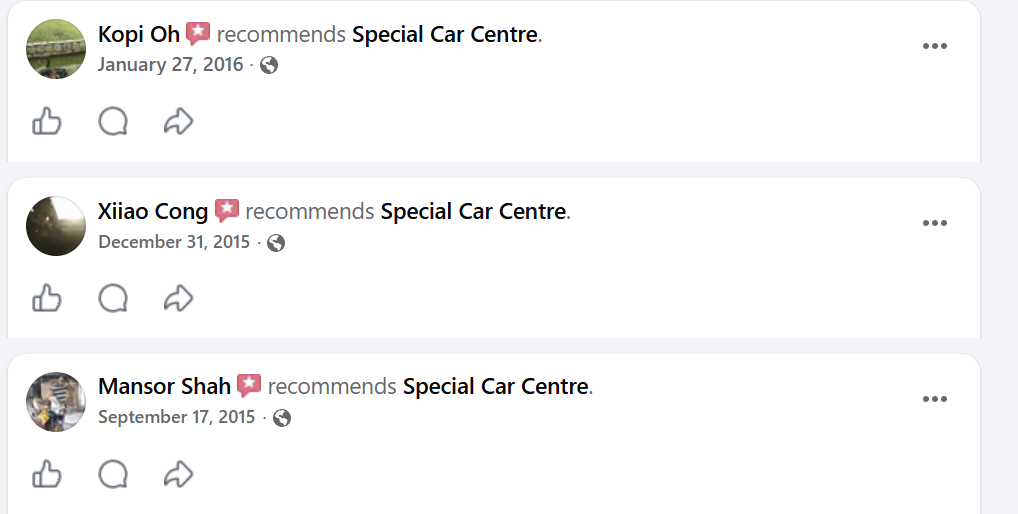 Kopi Oh recommends Special Car Centre.
January 27, 2016 ·
Xiiao Cong recommends Special Car Centre.
December 31, 2015 ·
Mansor Shah recommends Special Car Centre.
September 17, 2015 ·